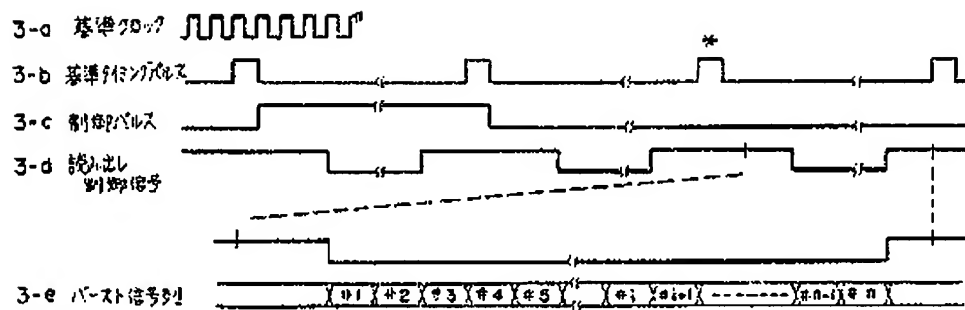 3-a 基準クロック
*
3-b 基準タイミングパルス
3-c 制御パルス
3-d 読み出し
制御信号
3-e バースト信号列 #1 #2 #3 #4 #5 #i #i+1 #n-1 #n